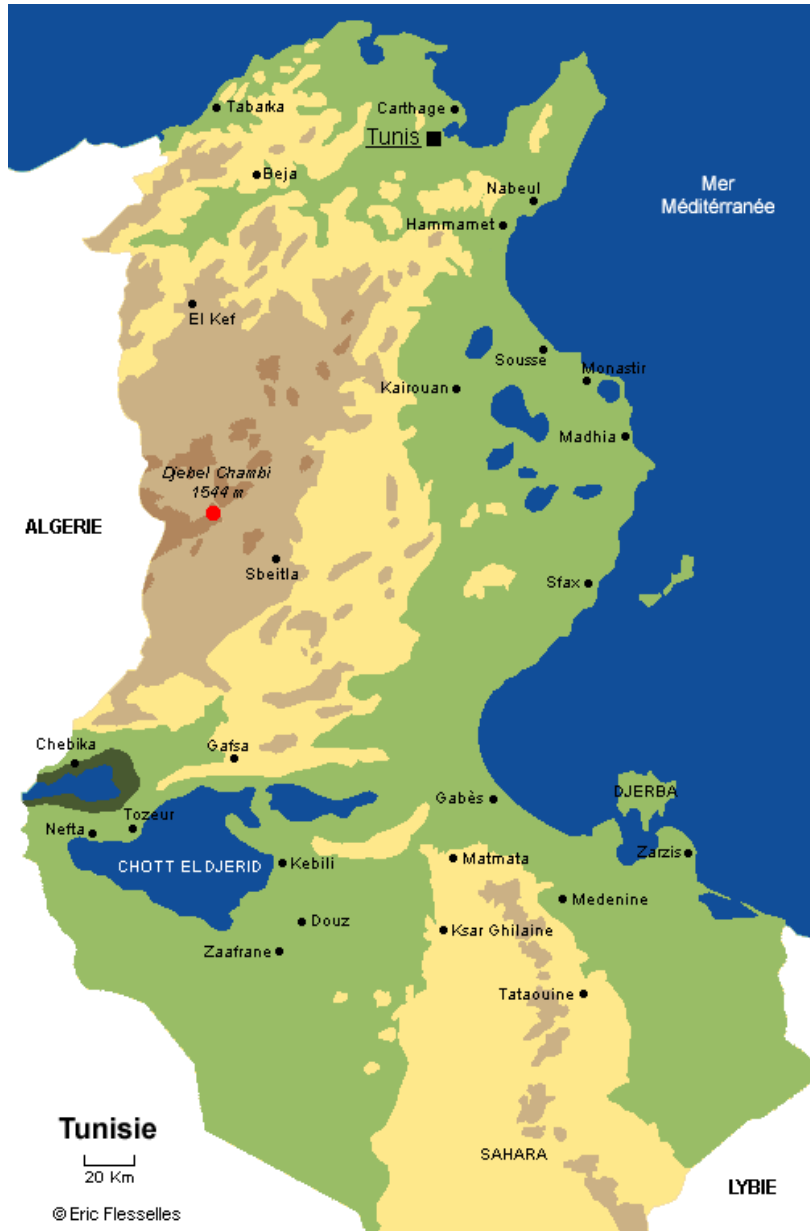 Tabarka
Carthage
Tunis
Beja
Nabeul
Mer
Méditérranée
Hammamet
El Kef
Sousse
Monastir
Kairouan
Madhia
Djebel Chambi
1544 m
ALGERIE
Sbeitla
Sfax
Chebika
Gafsa
DJERBA
Gabès
Tozeur
Nefta
CHOTT EL DJERID
Kebili
Matmata
Zarzis
Medenine
Douz
Ksar Ghilaine
Zaafrane
Tataouine
Tunisie
20 Km
SAHARA
LYBIE
© Eric Flesselles